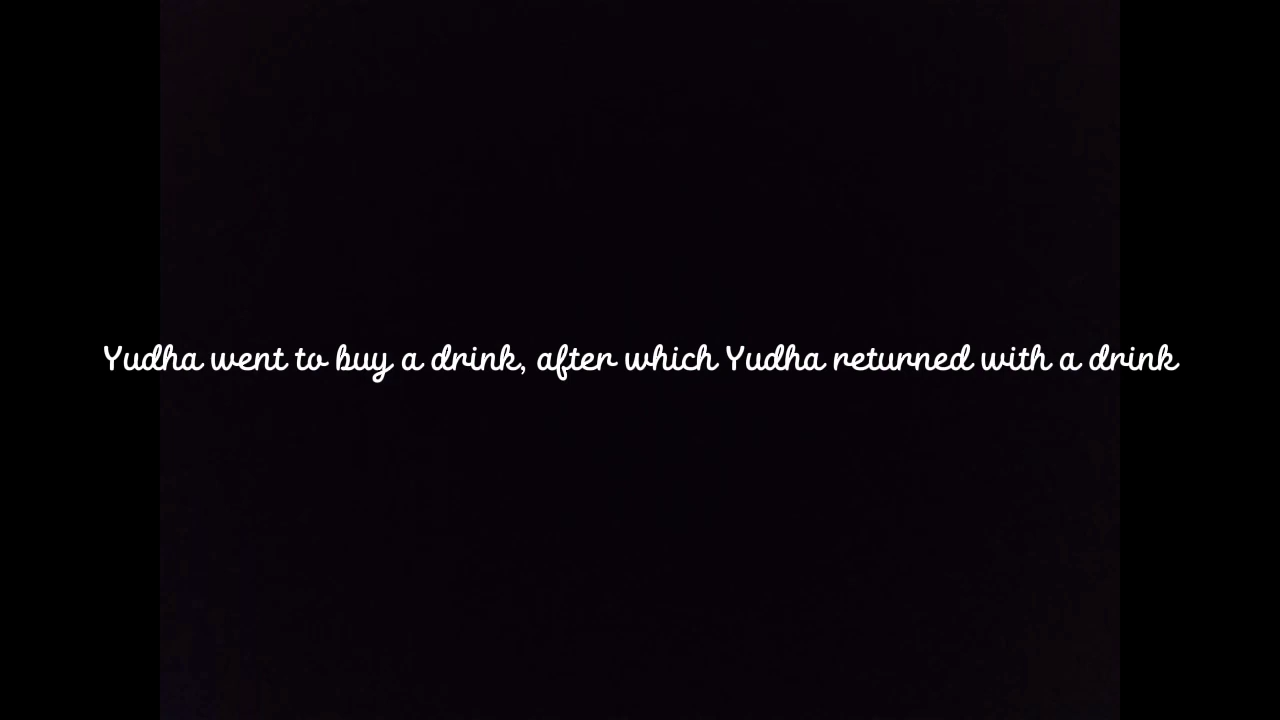 Yudha went to buy a drink, after which Yudha returned with a drink